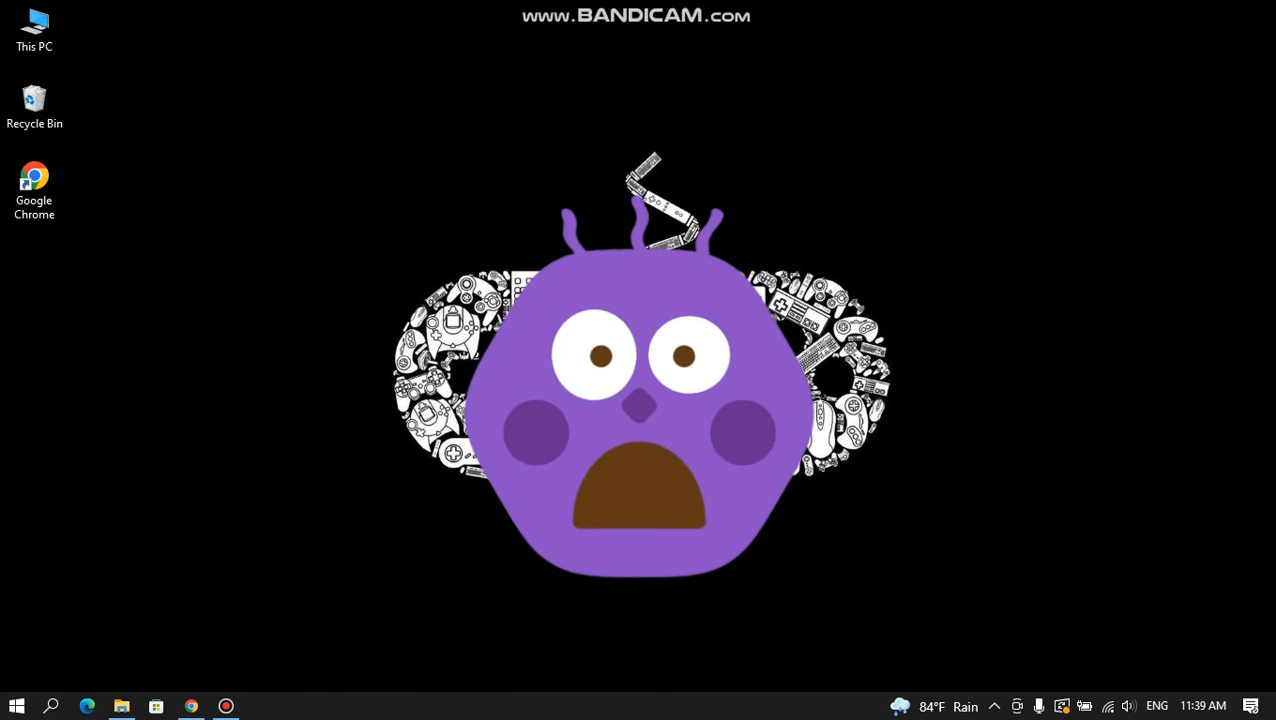 www.BANDICAM.com
This PC
Recycle Bin
Google
Chrome
84°F Rain
ENG
11:39 AM